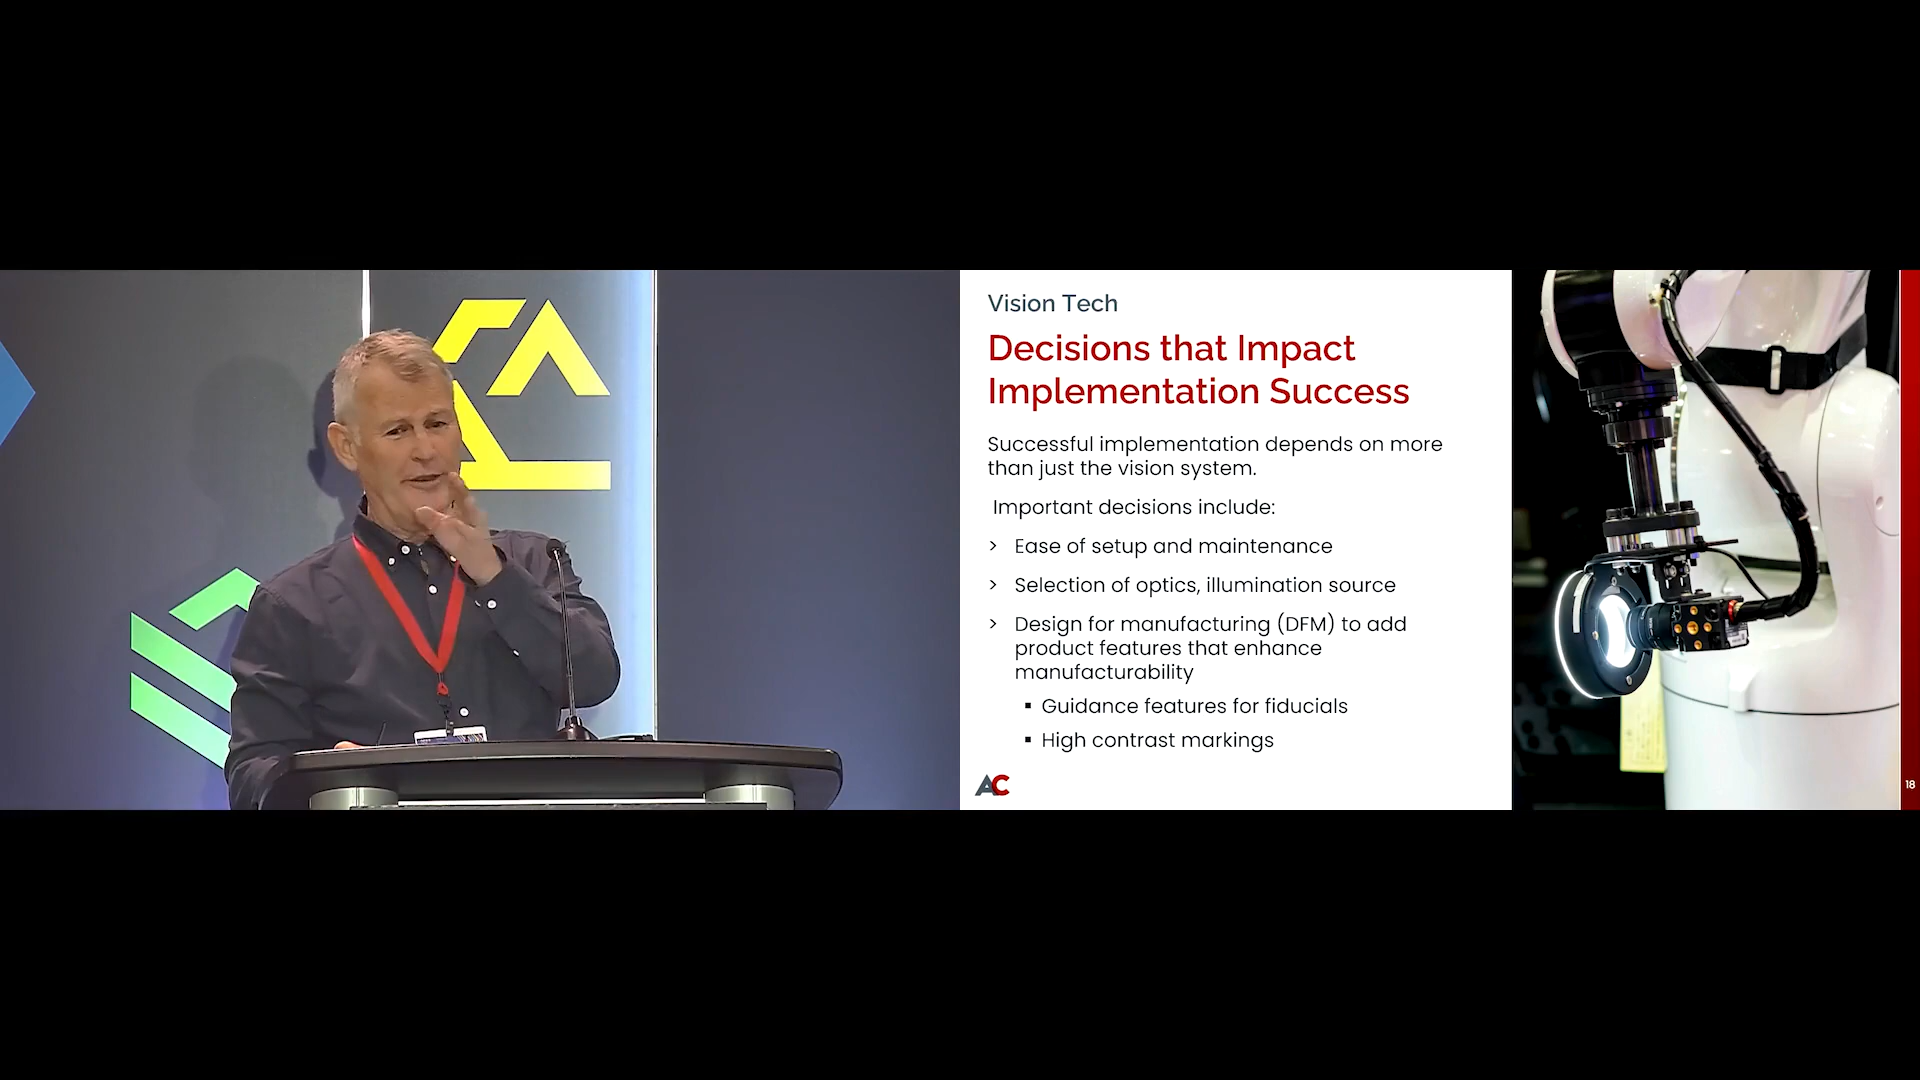 Vision Tech
Decisions that Impact
Implementation Success
Successful implementation depends on more
than just the vision system.
Important decisions include:
> Ease of setup and maintenance
> Selection of optics, illumination source
> Design for manufacturing (DFM) to add
product features that enhance
manufacturability
▪ Guidance features for fiducials
▪ High contrast markings
AC
18